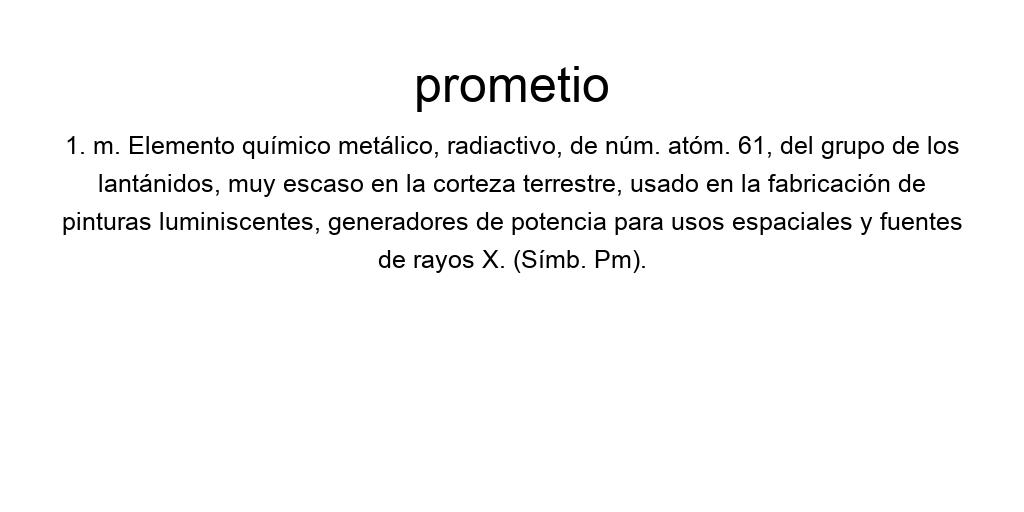 prometio
1. m. Elemento químico metálico, radiactivo, de núm. atóm. 61, del grupo de los
lantánidos, muy escaso en la corteza terrestre, usado en la fabricación de
pinturas luminiscentes, generadores de potencia para usos espaciales y fuentes
de rayos X. (Símb. Pm).